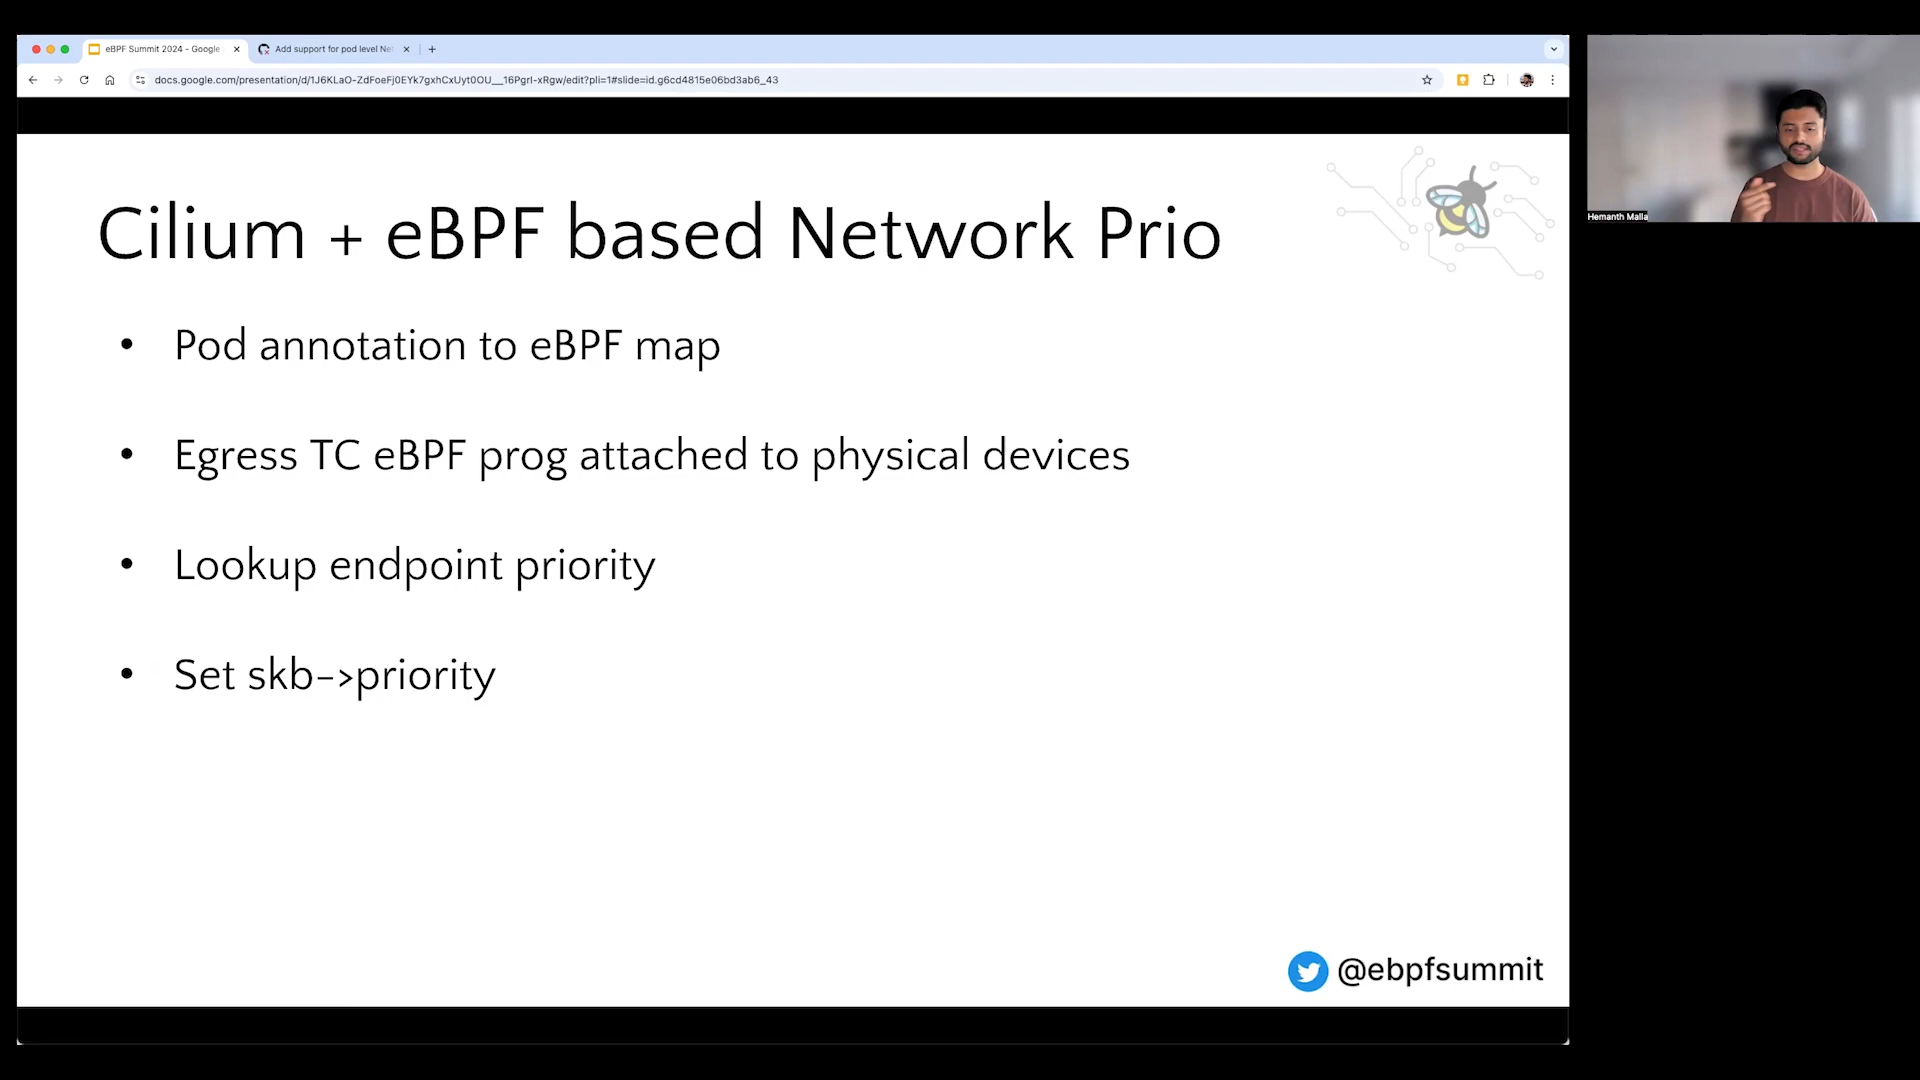 eBPF Summit 2024 - Google
Add support for pod level Net
docs.google.com/presentation/d/1J6KLaO-ZdFoeFj0EYk7gxhCxUyt0OU__16PgrI-xRgw/edit?pli=1#slide=id.g6cd4815e06bd3ab6_43
Hemanth Malla
Cilium + eBPF based Network Prio
• Pod annotation to eBPF map
• Egress TC eBPF prog attached to physical devices
• Lookup endpoint priority
• Set skb->priority
@ebpfsummit